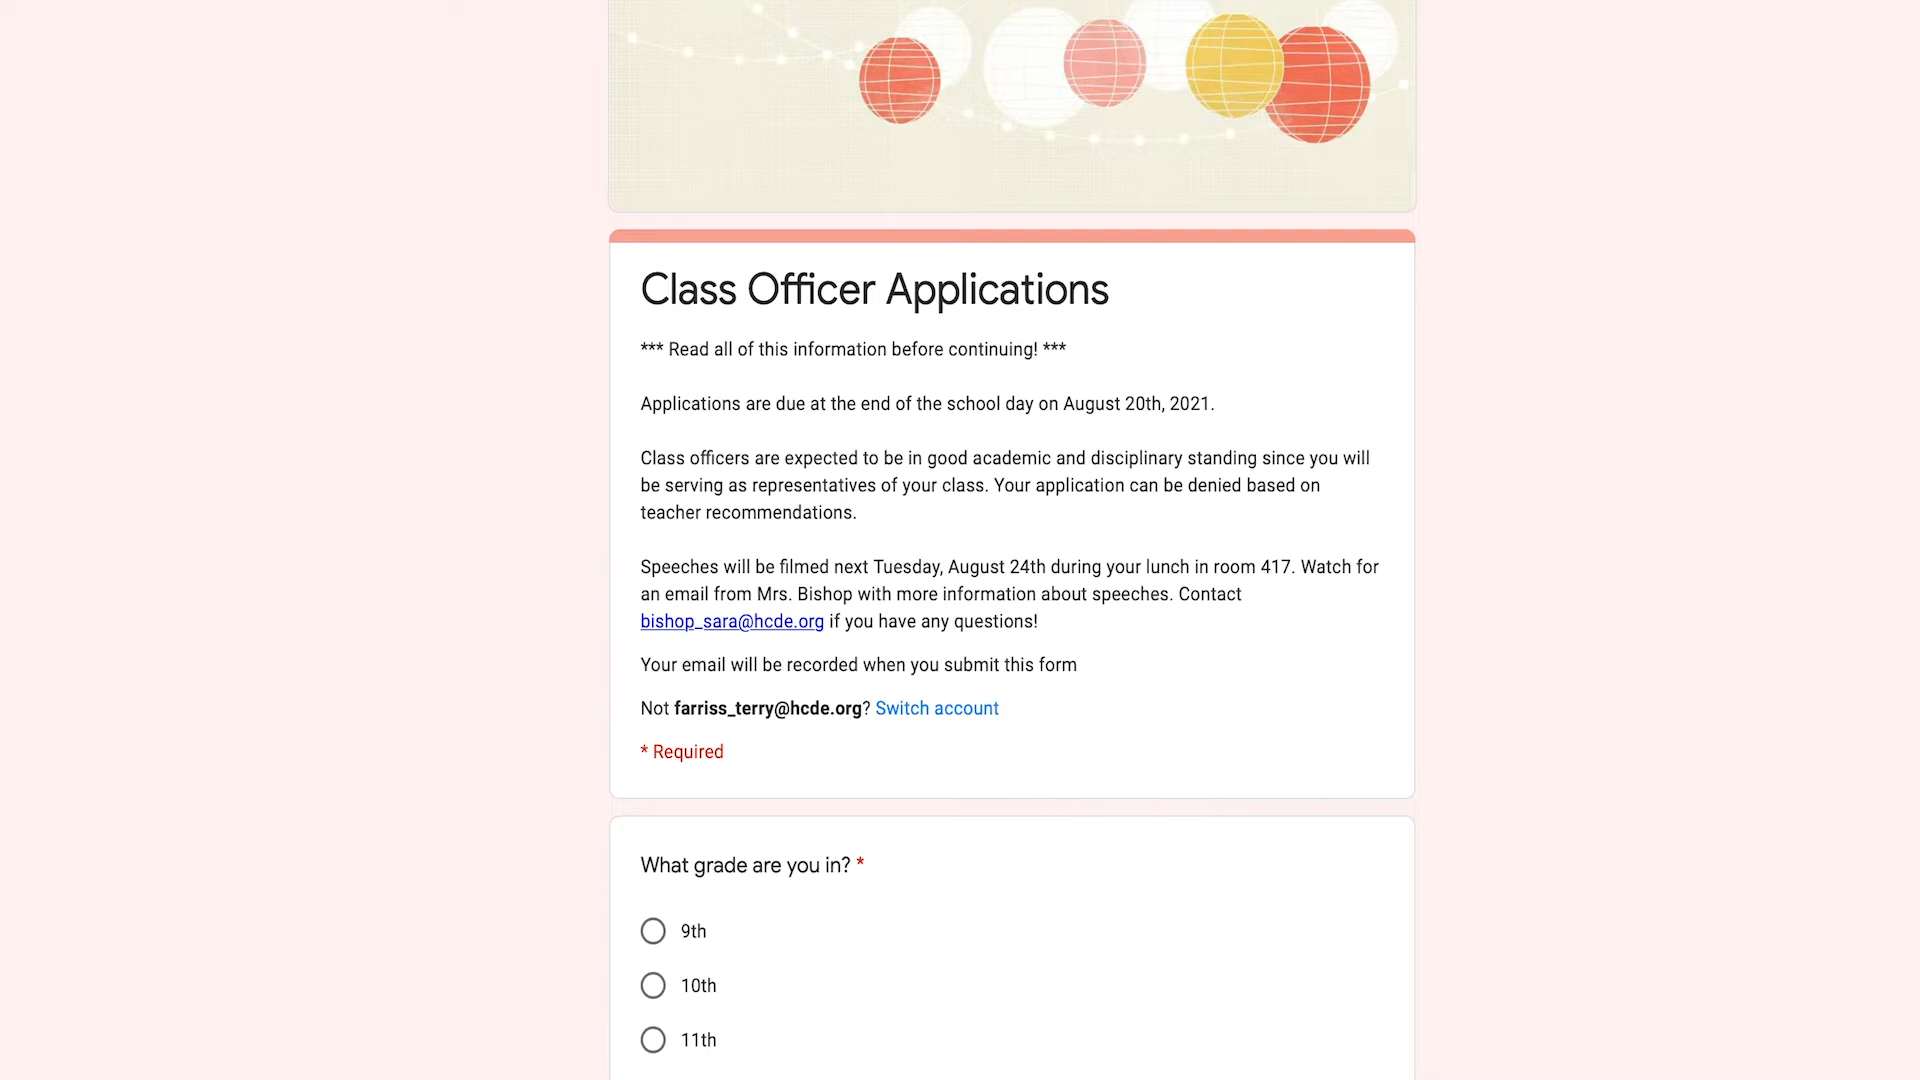 Class Officer Applications
*** Read all of this information before continuing! ***
Applications are due at the end of the school day on August 20th, 2021.
Class officers are expected to be in good academic and disciplinary standing since you will
be serving as representatives of your class. Your application can be denied based on
teacher recommendations.
Speeches will be filmed next Tuesday, August 24th during your lunch in room 417. Watch for
an email from Mrs. Bishop with more information about speeches. Contact
bishop_sara@hcde.org if you have any questions!
Your email will be recorded when you submit this form
Not farriss_terry@hcde.org? Switch account
* Required
What grade are you in? *
9th
10th
11th